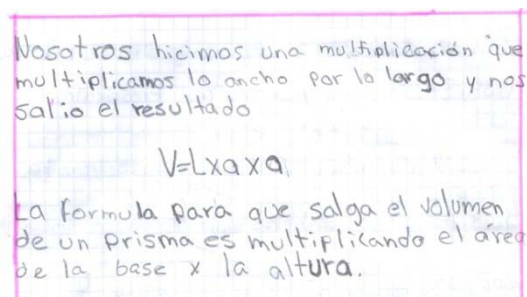 Nosotros hicimos una multiplicación que
multiplicamos lo ancho por lo largo y nos
salio el resultado
V=Lxaxa
La formula para que salga el volumen
de un prisma es multiplicando el area
de la base x la altura.